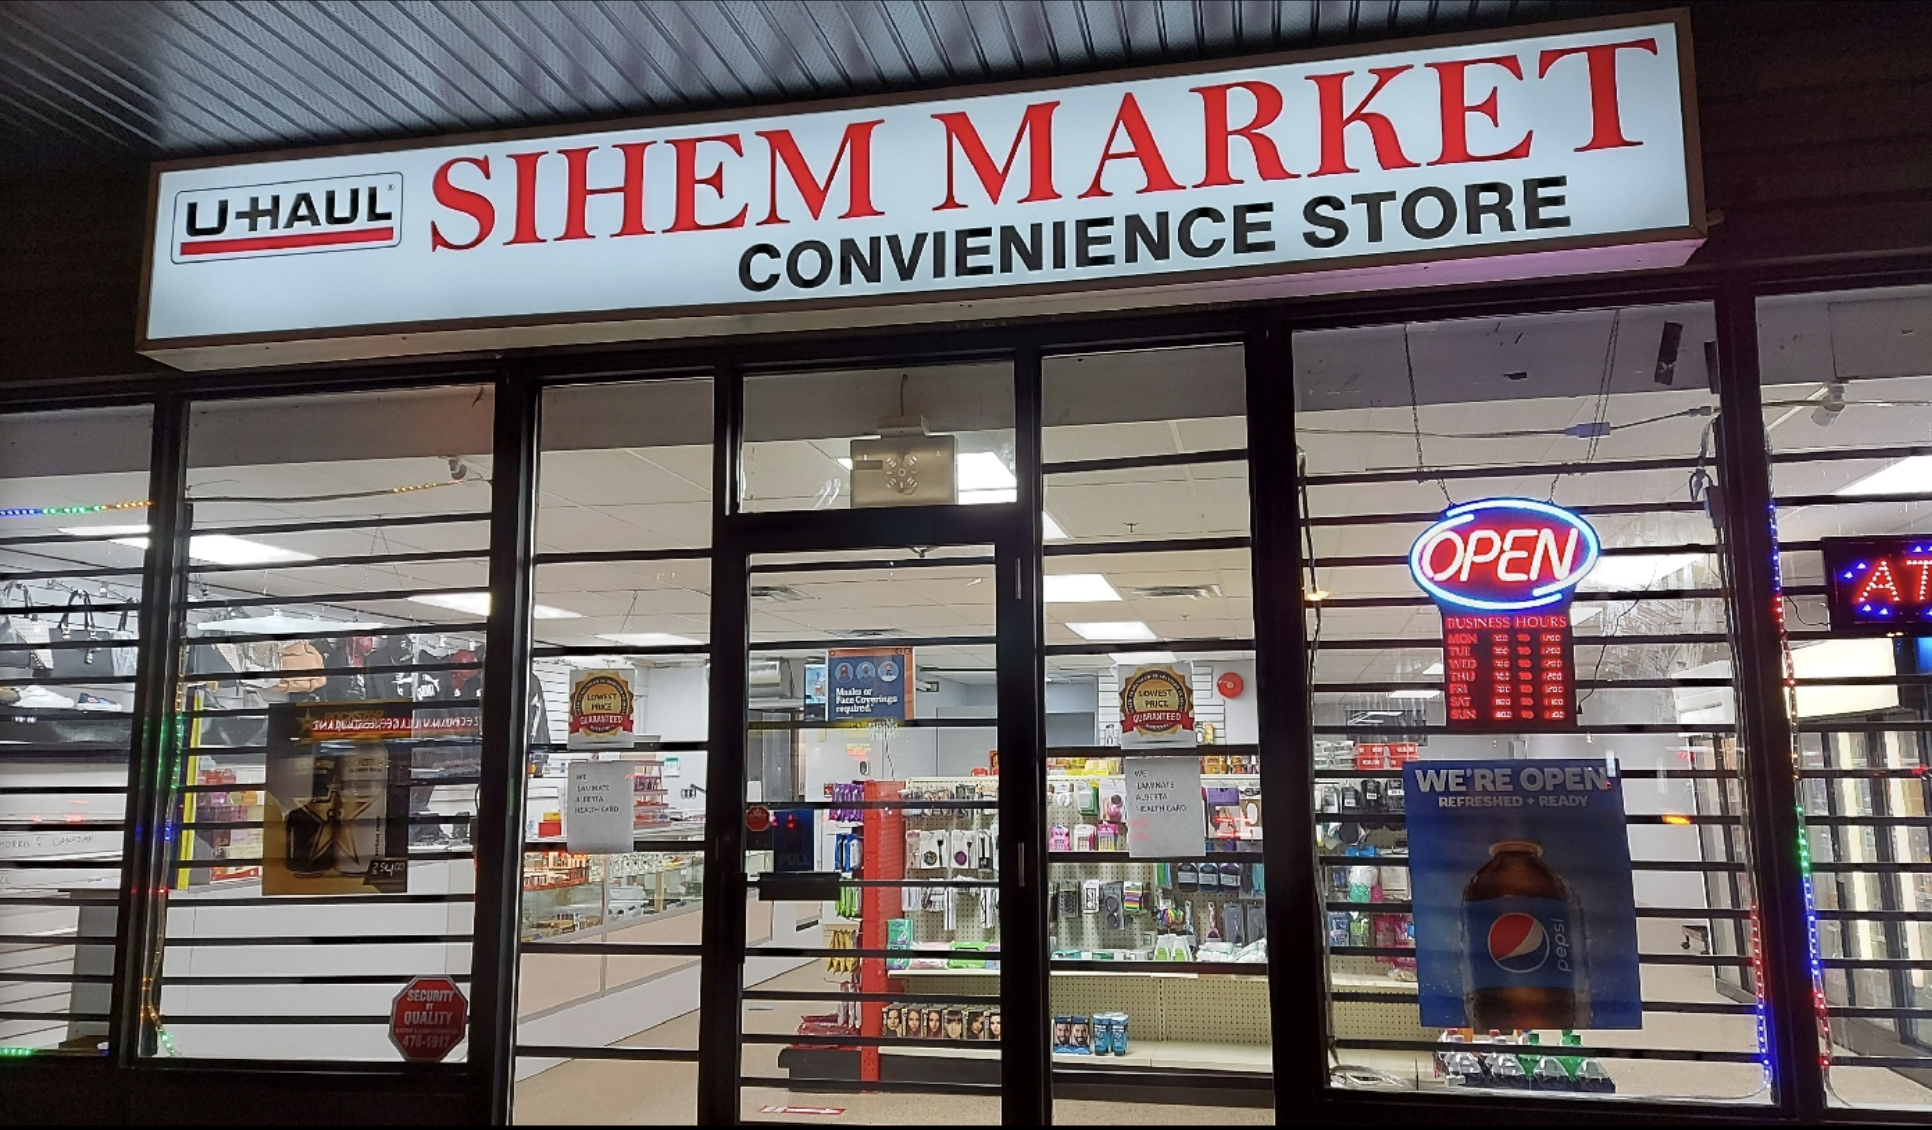 U-HAUL
SIHEM MARKET
CONVIENIENCE STORE
OPEN
BUSINESS HOURS
MON
TUE
WED
THU
FRI
SAT
SUN
AT
Masks or
Face Coverings
required.
LOWEST
PRICE
GUARANTEED
WE
LAMINATE
ALBERTA
HEALTH CARD
LOWEST
PRICE
GUARANTEED
WE
LAMINATE
ALBERTA
HEALTH CARD
PULL
WE'RE OPEN
REFRESHED + READY
pepsi
SECURITY
BY
QUALITY
476-1017